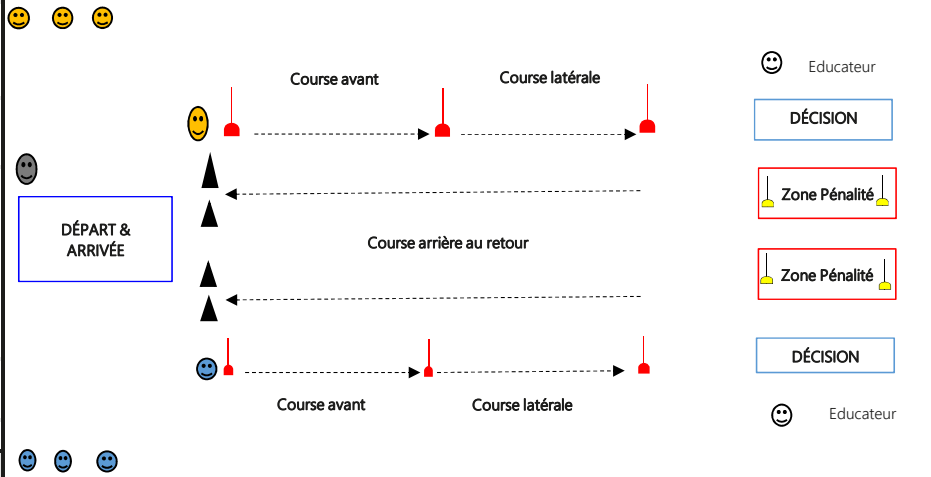 Course avant
Course latérale
Educateur
DÉCISION
Zone Pénalité
DÉPART &
ARRIVÉE
Course arrière au retour
Zone Pénalité
DÉCISION
Course avant
Course latérale
Educateur